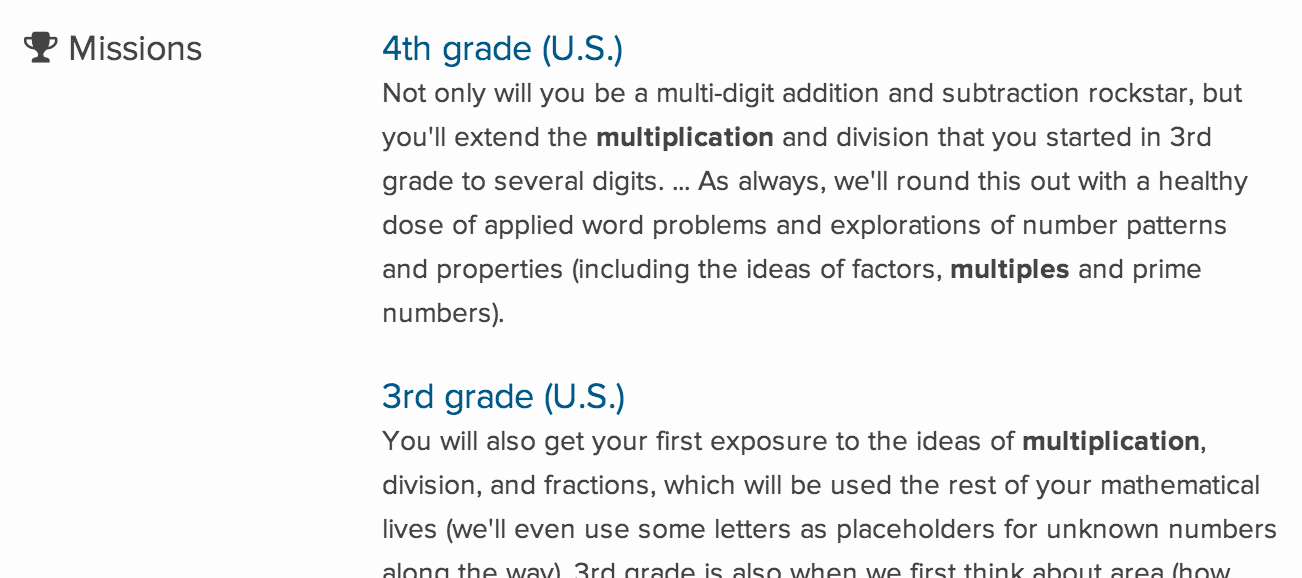 Missions
4th grade (U.S.)
Not only will you be a multi-digit addition and subtraction rockstar, but
you'll extend the multiplication and division that you started in 3rd
grade to several digits. ... As always, we'll round this out with a healthy
dose of applied word problems and explorations of number patterns
and properties (including the ideas of factors, multiples and prime
numbers).
3rd grade (U.S.)
You will also get your first exposure to the ideas of multiplication,
division, and fractions, which will be used the rest of your mathematical
lives (we'll even use some letters as placeholders for unknown numbers
along the way). 3rd grade is also when we first think about area (how